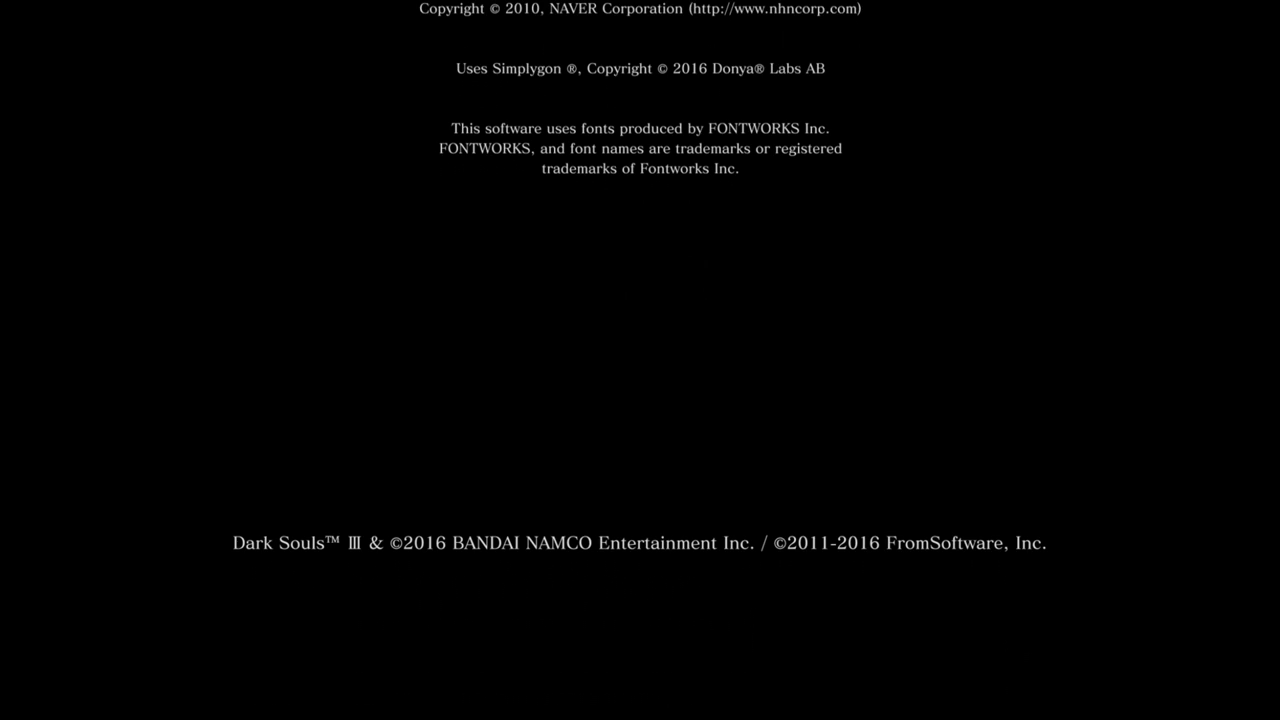 Copyright © 2010, NAVER Corporation (http://www.nhncorp.com)
Uses Simplygon ®, Copyright © 2016 Donya® Labs AB
This software uses fonts produced by FONTWORKS Inc.
FONTWORKS, and font names are trademarks or registered
trademarks of Fontworks Inc.
Dark Souls™ Ⅲ & ©2016 BANDAI NAMCO Entertainment Inc. / ©2011-2016 FromSoftware, Inc.